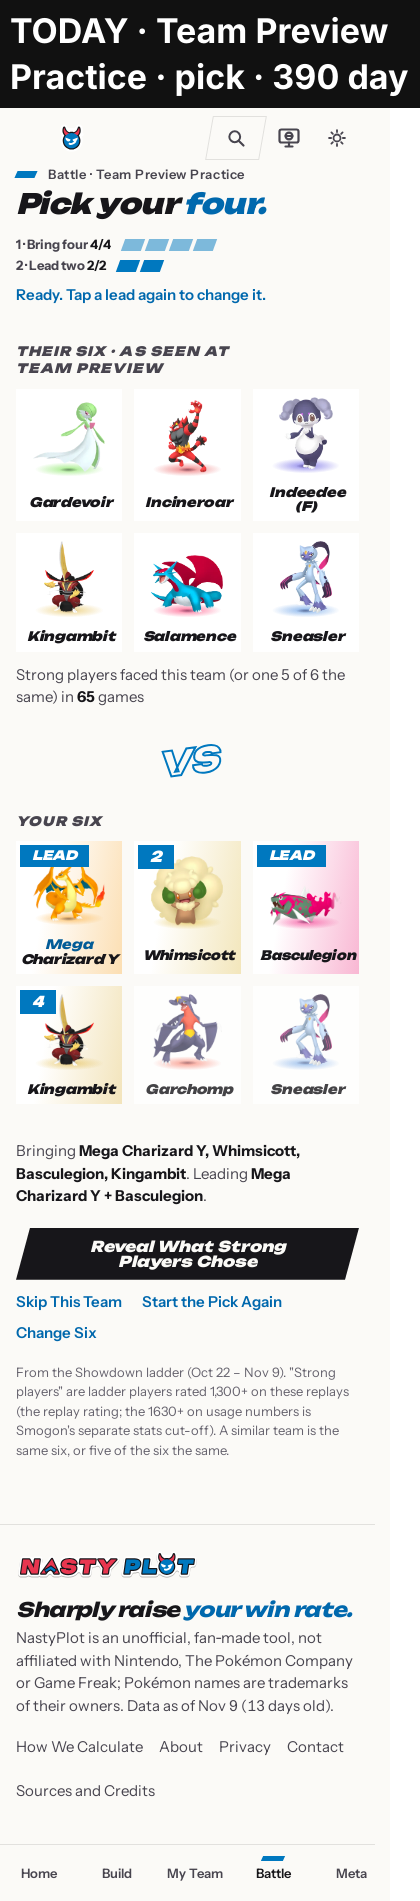 TODAY · Team Preview
Practice · pick · 390 day
Battle · Team Preview Practice
Pick your four.
1·Bring four 4/4
2·Lead two 2/2
Ready. Tap a lead again to change it.
THEIR SIX · AS SEEN AT
TEAM PREVIEW
Gardevoir
Incineroar
Indeedee
(F)
Kingambit
Salamence
Sneasler
Strong players faced this team (or one 5 of 6 the
same) in 65 games
VS
YOUR SIX
LEAD
2
LEAD
Mega
Charizard Y
Whimsicott
Basculegion
4
Kingambit
Garchomp
Sneasler
Bringing Mega Charizard Y, Whimsicott,
Basculegion, Kingambit. Leading Mega
Charizard Y + Basculegion.
Reveal What Strong
Players Chose
Skip This Team
Start the Pick Again
Change Six
From the Showdown ladder (Oct 22 – Nov 9). "Strong
players" are ladder players rated 1,300+ on these replays
(the replay rating; the 1630+ on usage numbers is
Smogon's separate stats cut-off). A similar team is the
same six, or five of the six the same.
NASTY PLOT
Sharply raise your win rate.
NastyPlot is an unofficial, fan-made tool, not
affiliated with Nintendo, The Pokémon Company
or Game Freak; Pokémon names are trademarks
of their owners. Data as of Nov 9 (13 days old).
How We Calculate
About
Privacy
Contact
Sources and Credits
Home
Build
My Team
Battle
Meta